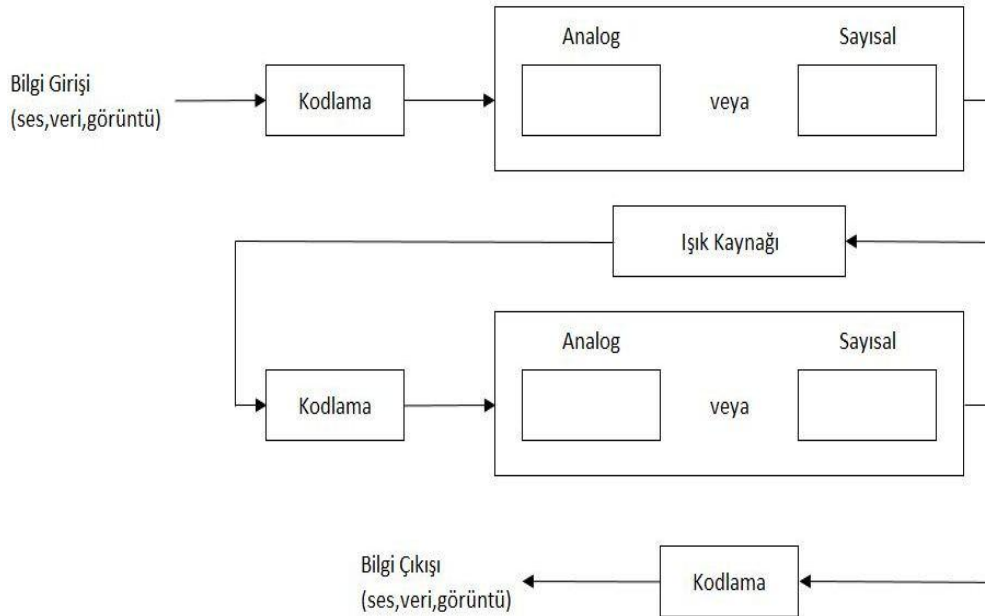 Analog Sayısal
Bilgi Girişi
(ses,veri,görüntü)
Kodlama
veya
Işık Kaynağı
Analog Sayısal
Kodlama
veya
Bilgi Çıkışı
(ses,veri,görüntü)
Kodlama